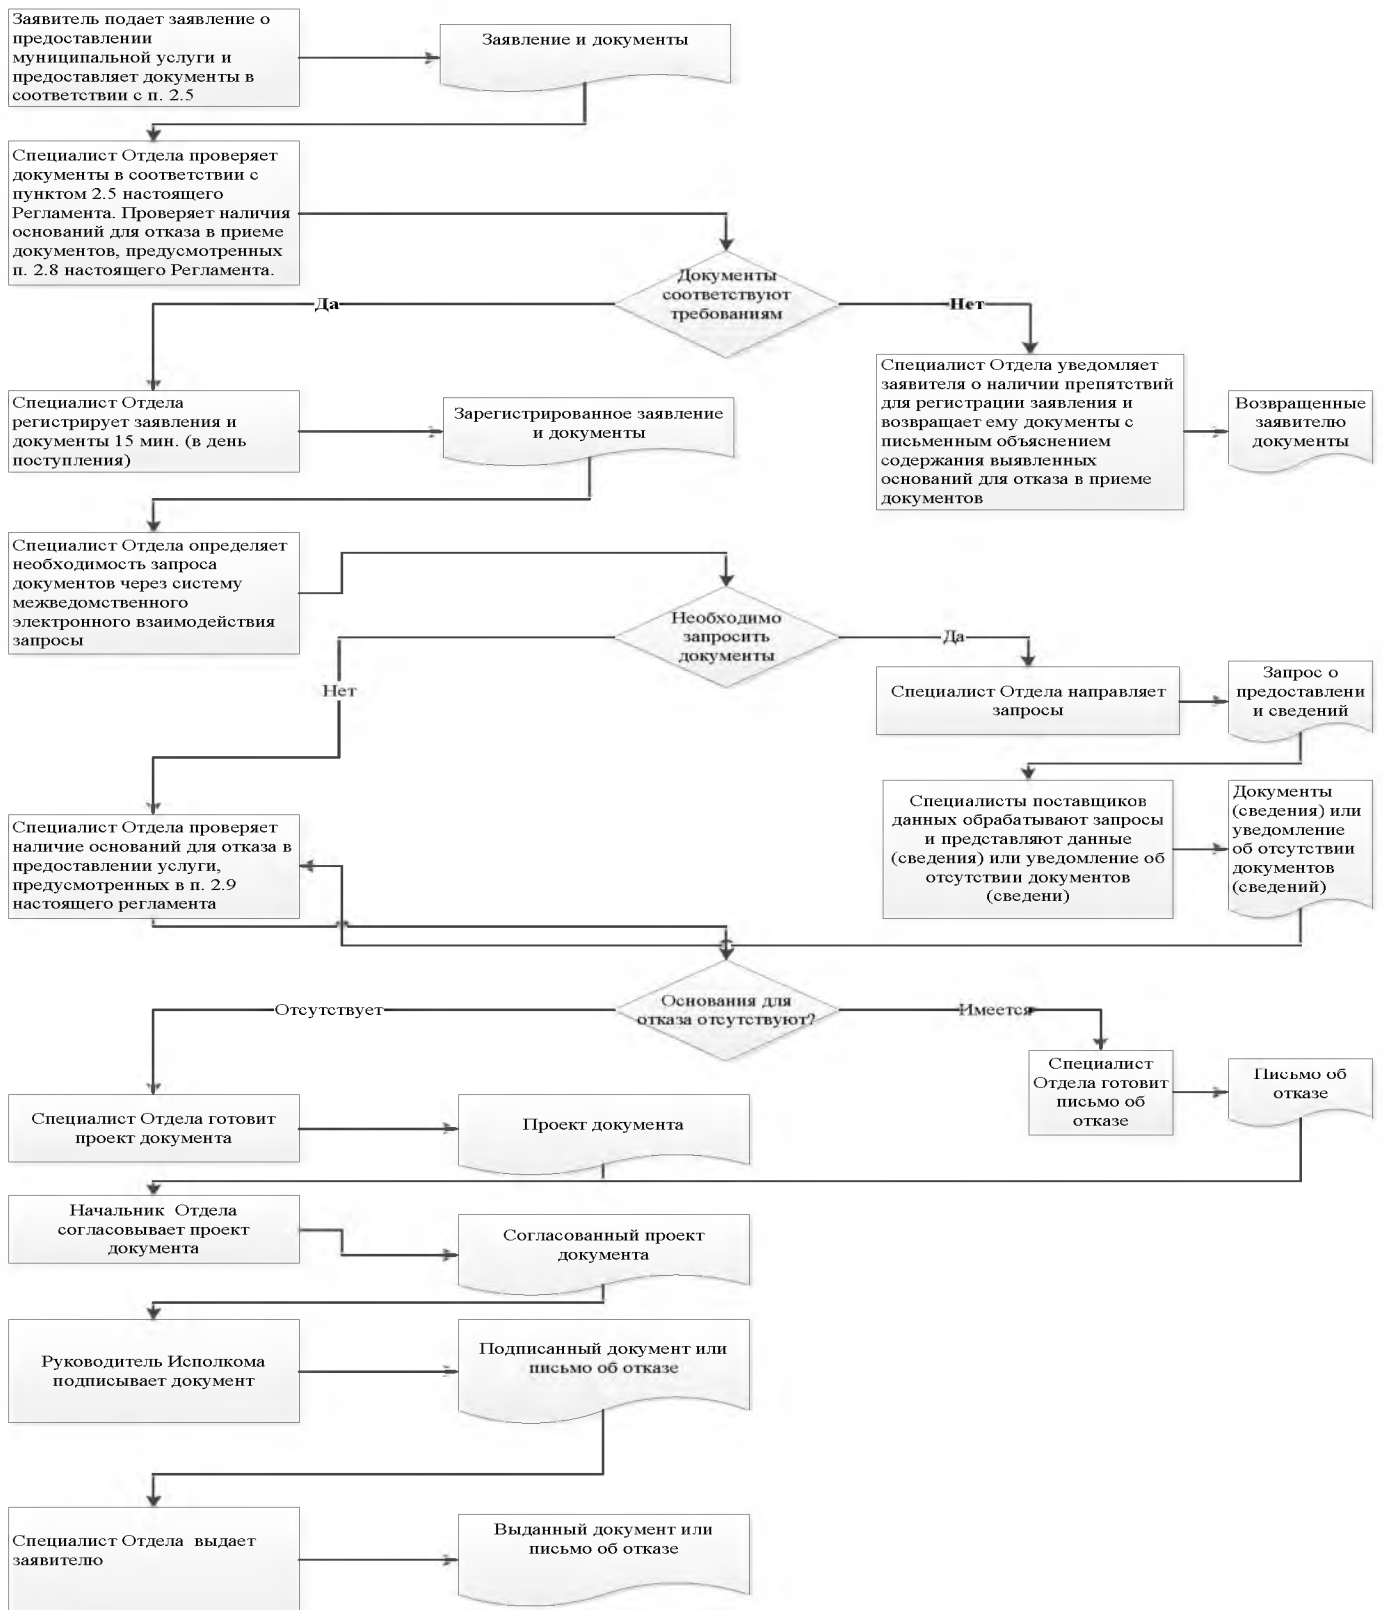 Заявитель подает заявление о
предоставлении
муниципальной услуги и
предоставляет документы в
соответствии с п. 2.5
Заявление и документы
Специалист Отдела проверяет
документы в соответствии с
пунктом 2.5 настоящего
Регламента. Проверяет наличия
оснований для отказа в приеме
документов, предусмотренных
п. 2.8 настоящего Регламента.
Документы
соответствуют
требованиям
Да
Нет
Специалист Отдела
регистрирует заявления и
документы 15 мин. (в день
поступления)
Зарегистрированное заявление
и документы
Специалист Отдела уведомляет
заявителя о наличии препятствий
для регистрации заявления и
возвращает ему документы с
письменным объяснением
содержания выявленных
оснований для отказа в приеме
документов
Возвращенные
заявителю
документы
Специалист Отдела определяет
необходимость запроса
документов через систему
межведомственного
электронного взаимодействия
запросы
Необходимо
запросить
документы
Да
Нет
Специалист Отдела направляет
запросы
Запрос о
предоставлени
и сведений
Специалисты поставщиков
данных обрабатывают запросы
и представляют данные
(сведения) или уведомление об
отсутствии документов
(сведени)
Документы
(сведения) или
уведомление
об отсутствии
документов
(сведений)
Специалист Отдела проверяет
наличие оснований для отказа в
предоставлении услуги,
предусмотренных в п. 2.9
настоящего регламента
Основания для
отказа отсутствуют?
Отсутствует
Имеется
Специалист
Отдела готовит
письмо об
отказе
Письмо об
отказе
Специалист Отдела готовит
проект документа
Проект документа
Начальник  Отдела
согласовывает проект
документа
Согласованный проект
документа
Руководитель Исполкома
подписывает документ
Подписанный документ или
письмо об отказе
Специалист Отдела  выдает
заявителю
Выданный документ или
письмо об отказе